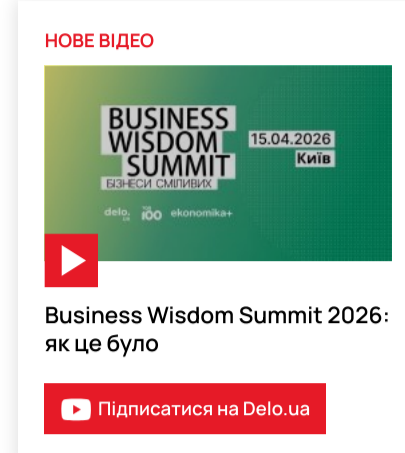 НОВЕ ВІДЕО
BUSINESS
WISDOM
SUMMIT
БІЗНЕСИ СМІЛИВИХ
15.04.2026
Київ
delo.
100
ekonomika+
Business Wisdom Summit 2026:
як це було
Підписатися на Delo.ua